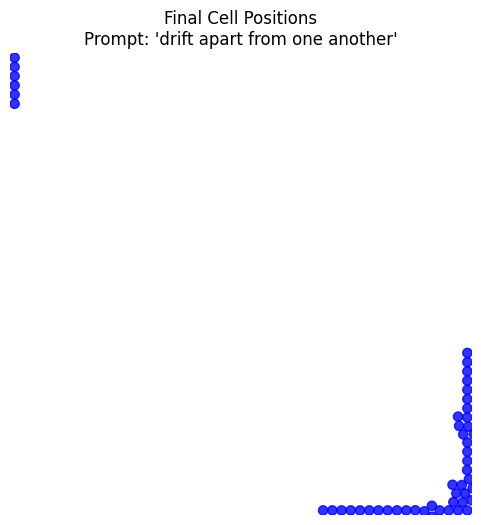 Final Cell Positions
Prompt: 'drift apart from one another'